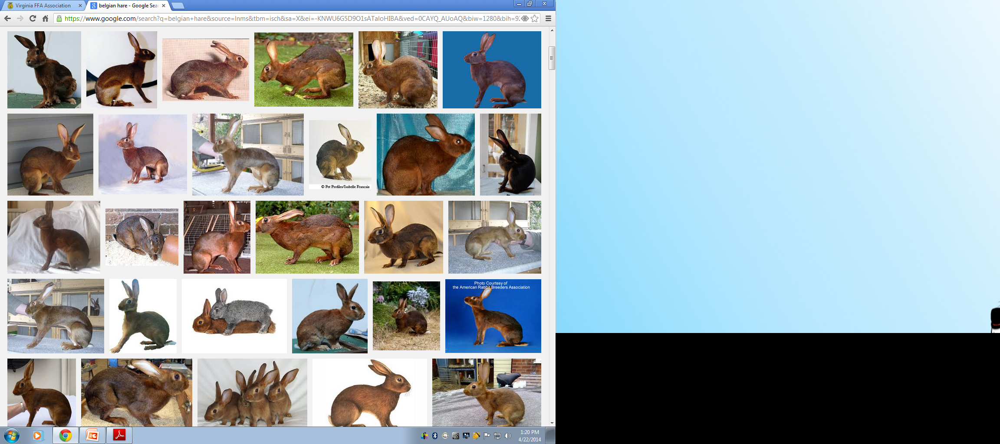 Virginia FFA Association
belgian hare - Google Sea
https://www.google.com/search?q=belgian+hare&source=lnms&tbm=isch&sa=X&ei=-KNWU6G5D9O1sATaloHIBA&ved=0CAYQ_AUoAQ&biw=1280&bih=92
© Pet Profiles/Isabelle Francais
Photo Courtesy of
the American Rabbit Breeders Association
1:20 PM
4/22/2014